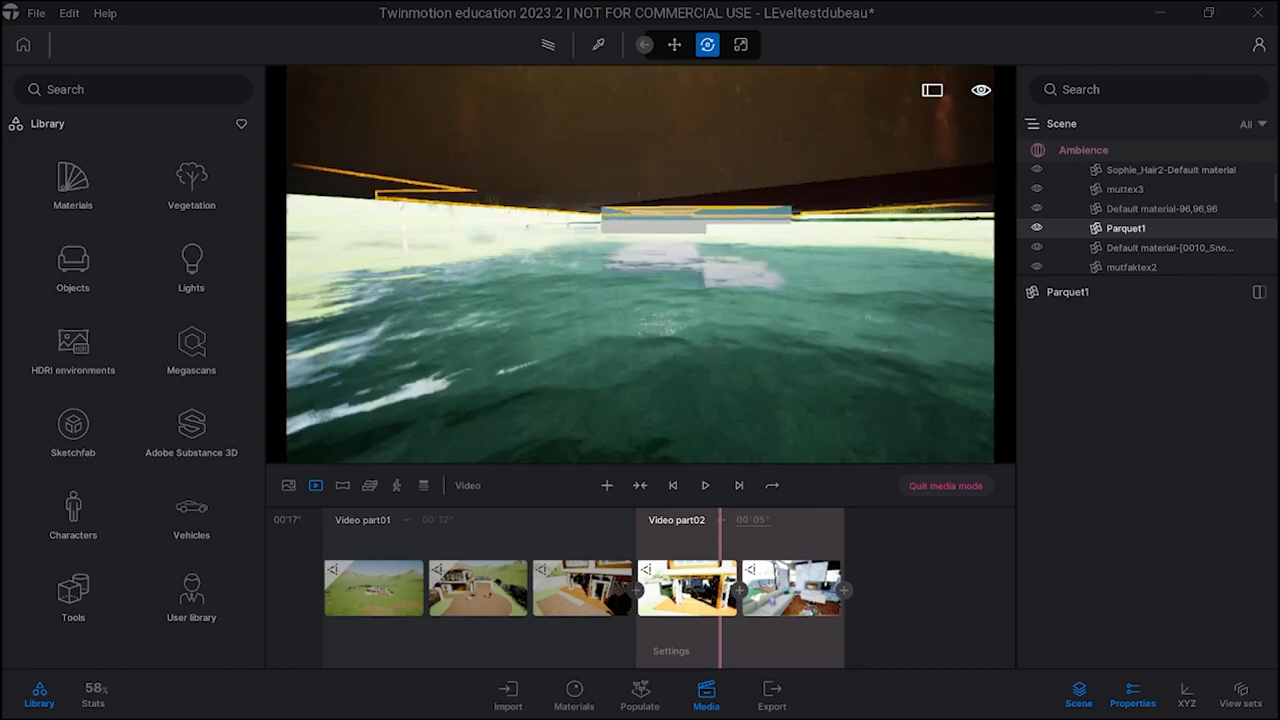 File Edit Help
Twinmotion education 2023.2 | NOT FOR COMMERCIAL USE - LEveltestdubeau*
Search
Library
Materials
Vegetation
Objects
Lights
HDRI environments
Megascans
Sketchfab
Adobe Substance 3D
Characters
Vehicles
Tools
User library
Search
Scene
All
Ambience
Sophie_Hair2-Default material
muttex3
Default material-96,96,96
Parquet1
Default material-[0010_Sno...
mutfaktex2
Parquet1
Video
Quit media mode
00'17"
Video part01 — 00'12"
Video part02 00'05"
Settings
Library
58%
Stats
Import
Materials
Populate
Media
Export
Scene
Properties
XYZ
View sets